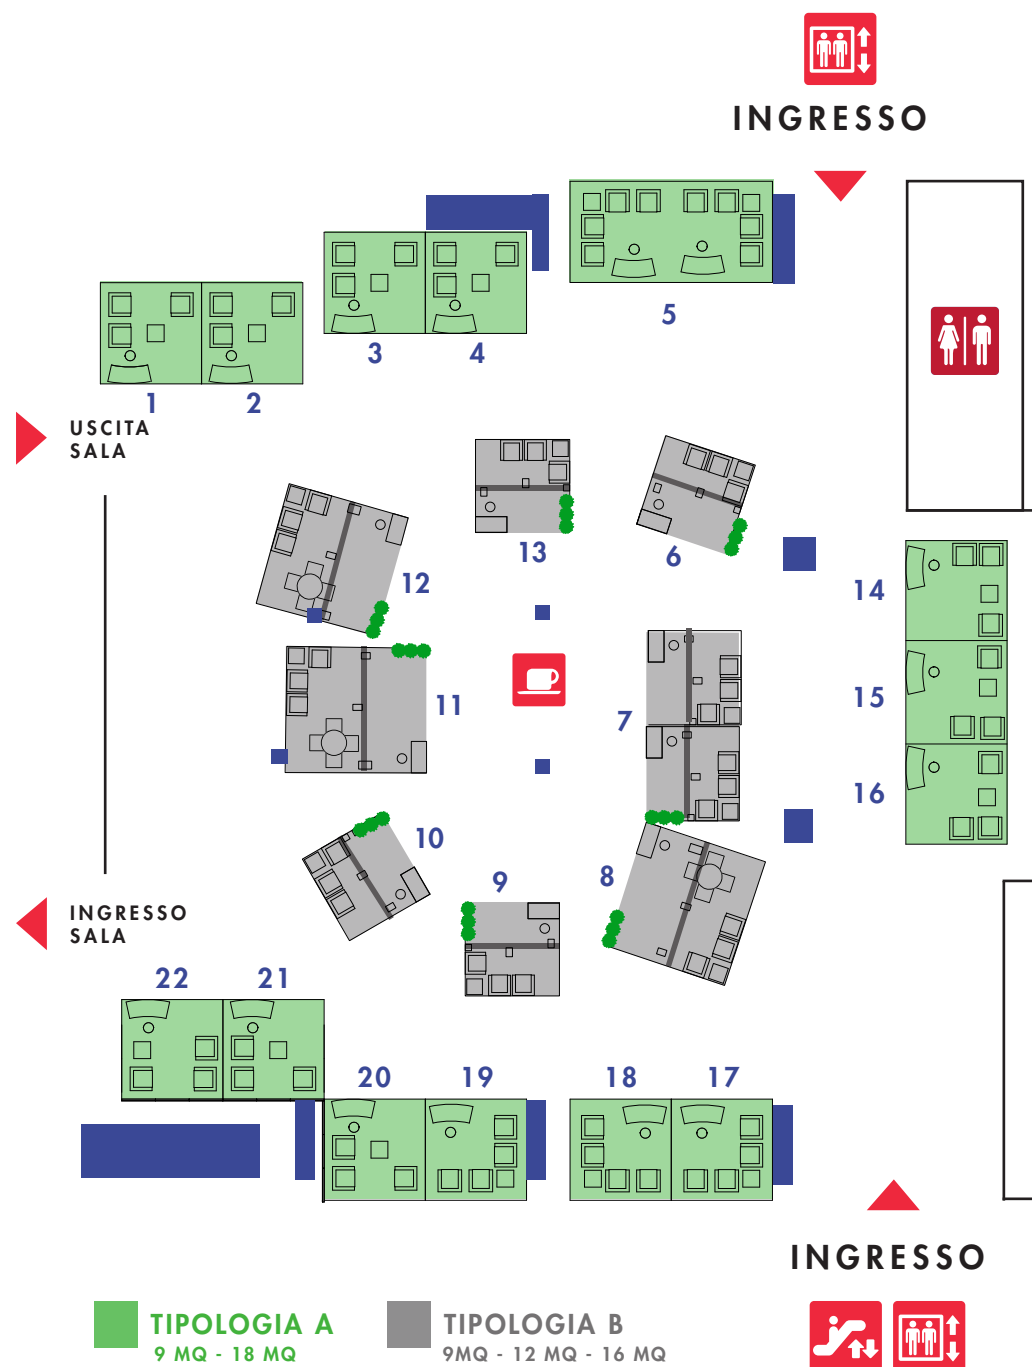 INGRESSO
5
3
4
1
2
USCITA
SALA
13
6
12
14
11
7
15
16
10
8
9
INGRESSO
SALA
22
21
20
19
18
17
INGRESSO
TIPOLOGIA A
9 MQ - 18 MQ
TIPOLOGIA B
9MQ - 12 MQ - 16 MQ